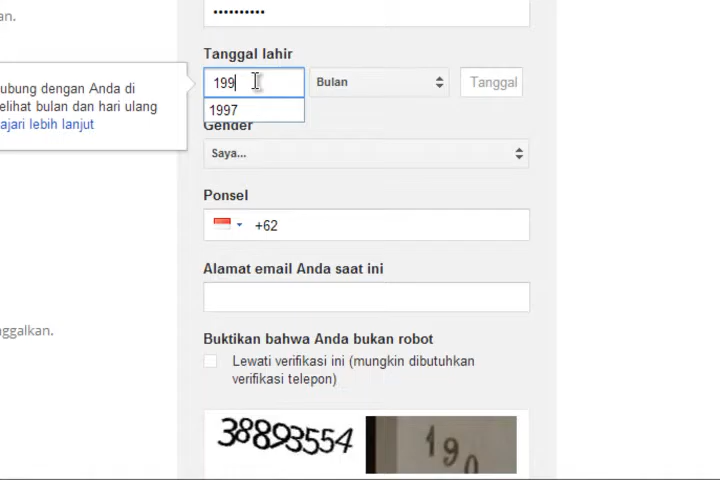 an.
••••••••••
Tanggal lahir
199
Bulan
Tanggal
1997
ubung dengan Anda di
elihat bulan dan hari ulang
ajari lebih lanjut
Gender
Saya...
Ponsel
+62
Alamat email Anda saat ini
Buktikan bahwa Anda bukan robot
Lewati verifikasi ini (mungkin dibutuhkan
verifikasi telepon)
nggalkan.
38893554
190